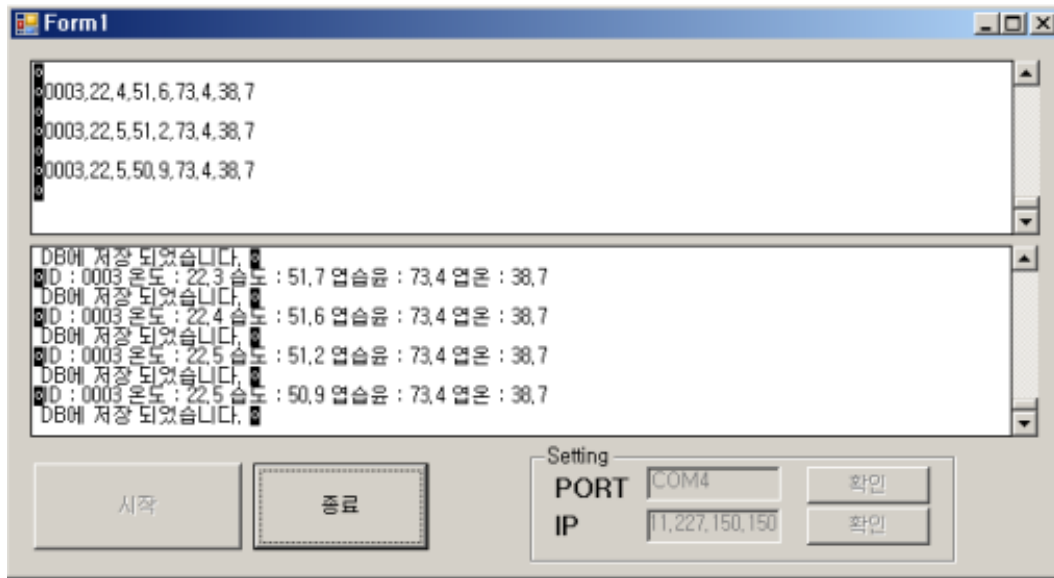 Form1
0003,22,4,51,6,73,4,38,7
0003,22,5,51,2,73,4,38,7
0003,22,5,50,9,73,4,38,7
DB에 저장 되었습니다.
ID : 0003 온도 : 22,3 습도 : 51,7 엽습윤 : 73,4 엽온 : 38,7
DB에 저장 되었습니다.
ID : 0003 온도 : 22,4 습도 : 51,6 엽습윤 : 73,4 엽온 : 38,7
DB에 저장 되었습니다.
ID : 0003 온도 : 22,5 습도 : 51,2 엽습윤 : 73,4 엽온 : 38,7
DB에 저장 되었습니다.
ID : 0003 온도 : 22,5 습도 : 50,9 엽습윤 : 73,4 엽온 : 38,7
DB에 저장 되었습니다.
시작
종료
Setting
PORT COM4 확인
IP 11,227,150,150 확인